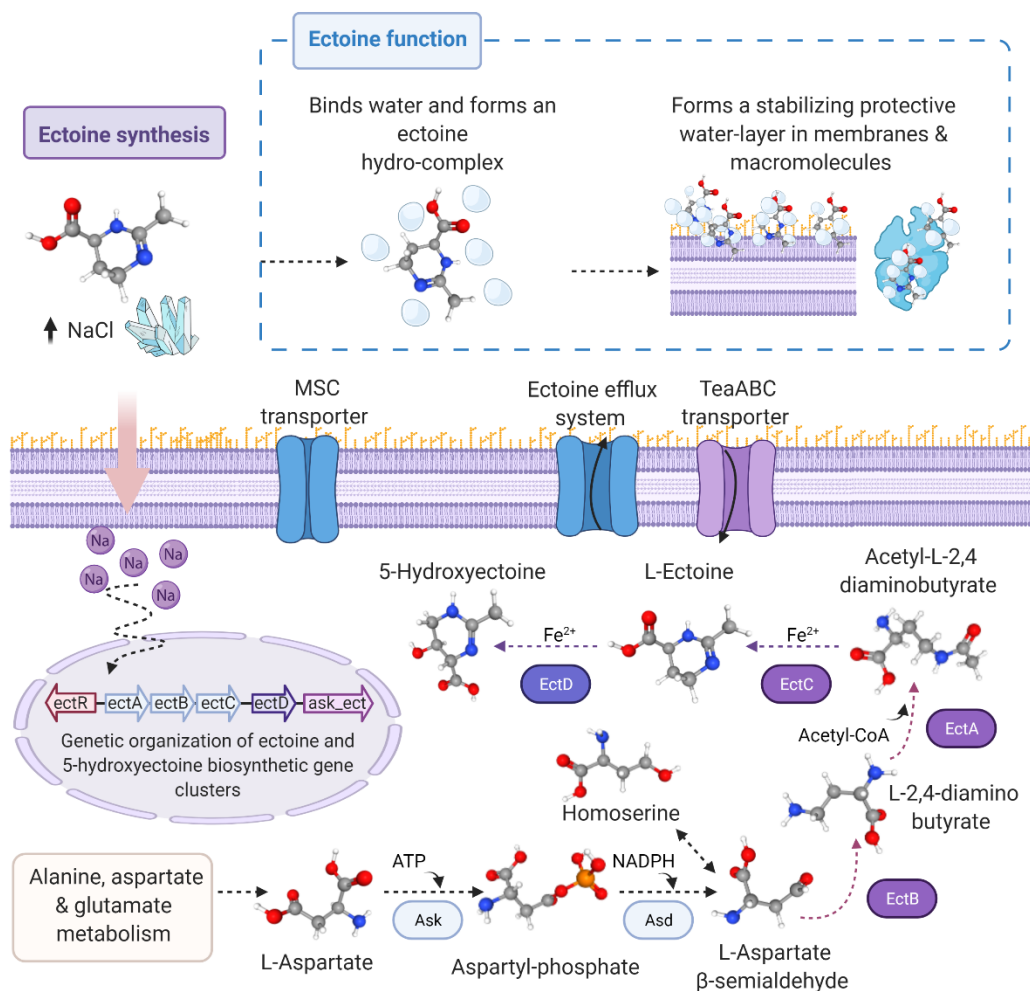 Ectoine function
Ectoine synthesis
Binds water and forms an
ectoine
hydro-complex
Forms a stabilizing protective
water-layer in membranes &
macromolecules
NaCl
MSC
transporter
Ectoine efflux
system
TeaABC
transporter
Na
Na
Na
Na
Na
5-Hydroxyectoine
L-Ectoine
Acetyl-L-2,4
diaminobutyrate
Fe²⁺
EctD
Fe²⁺
EctC
ectR
ectA
ectB
ectC
ectD
ask_ect
Genetic organization of ectoine and
5-hydroxyectoine biosynthetic gene
clusters
Acetyl-CoA
EctA
Homoserine
L-2,4-diamino
butyrate
EctB
Alanine, aspartate
& glutamate
metabolism
L-Aspartate
ATP
Ask
Aspartyl-phosphate
NADPH
Asd
L-Aspartate
β-semialdehyde